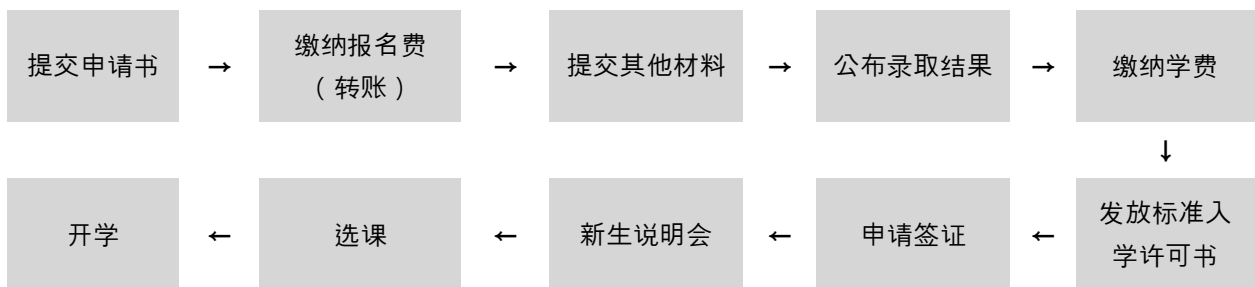 提交申请书
→
缴纳报名费
（转账）
→
提交其他材料
→
公布录取结果
→
缴纳学费
↓
发放标准入
学许可书
←
申请签证
←
新生说明会
←
选课
←
开学